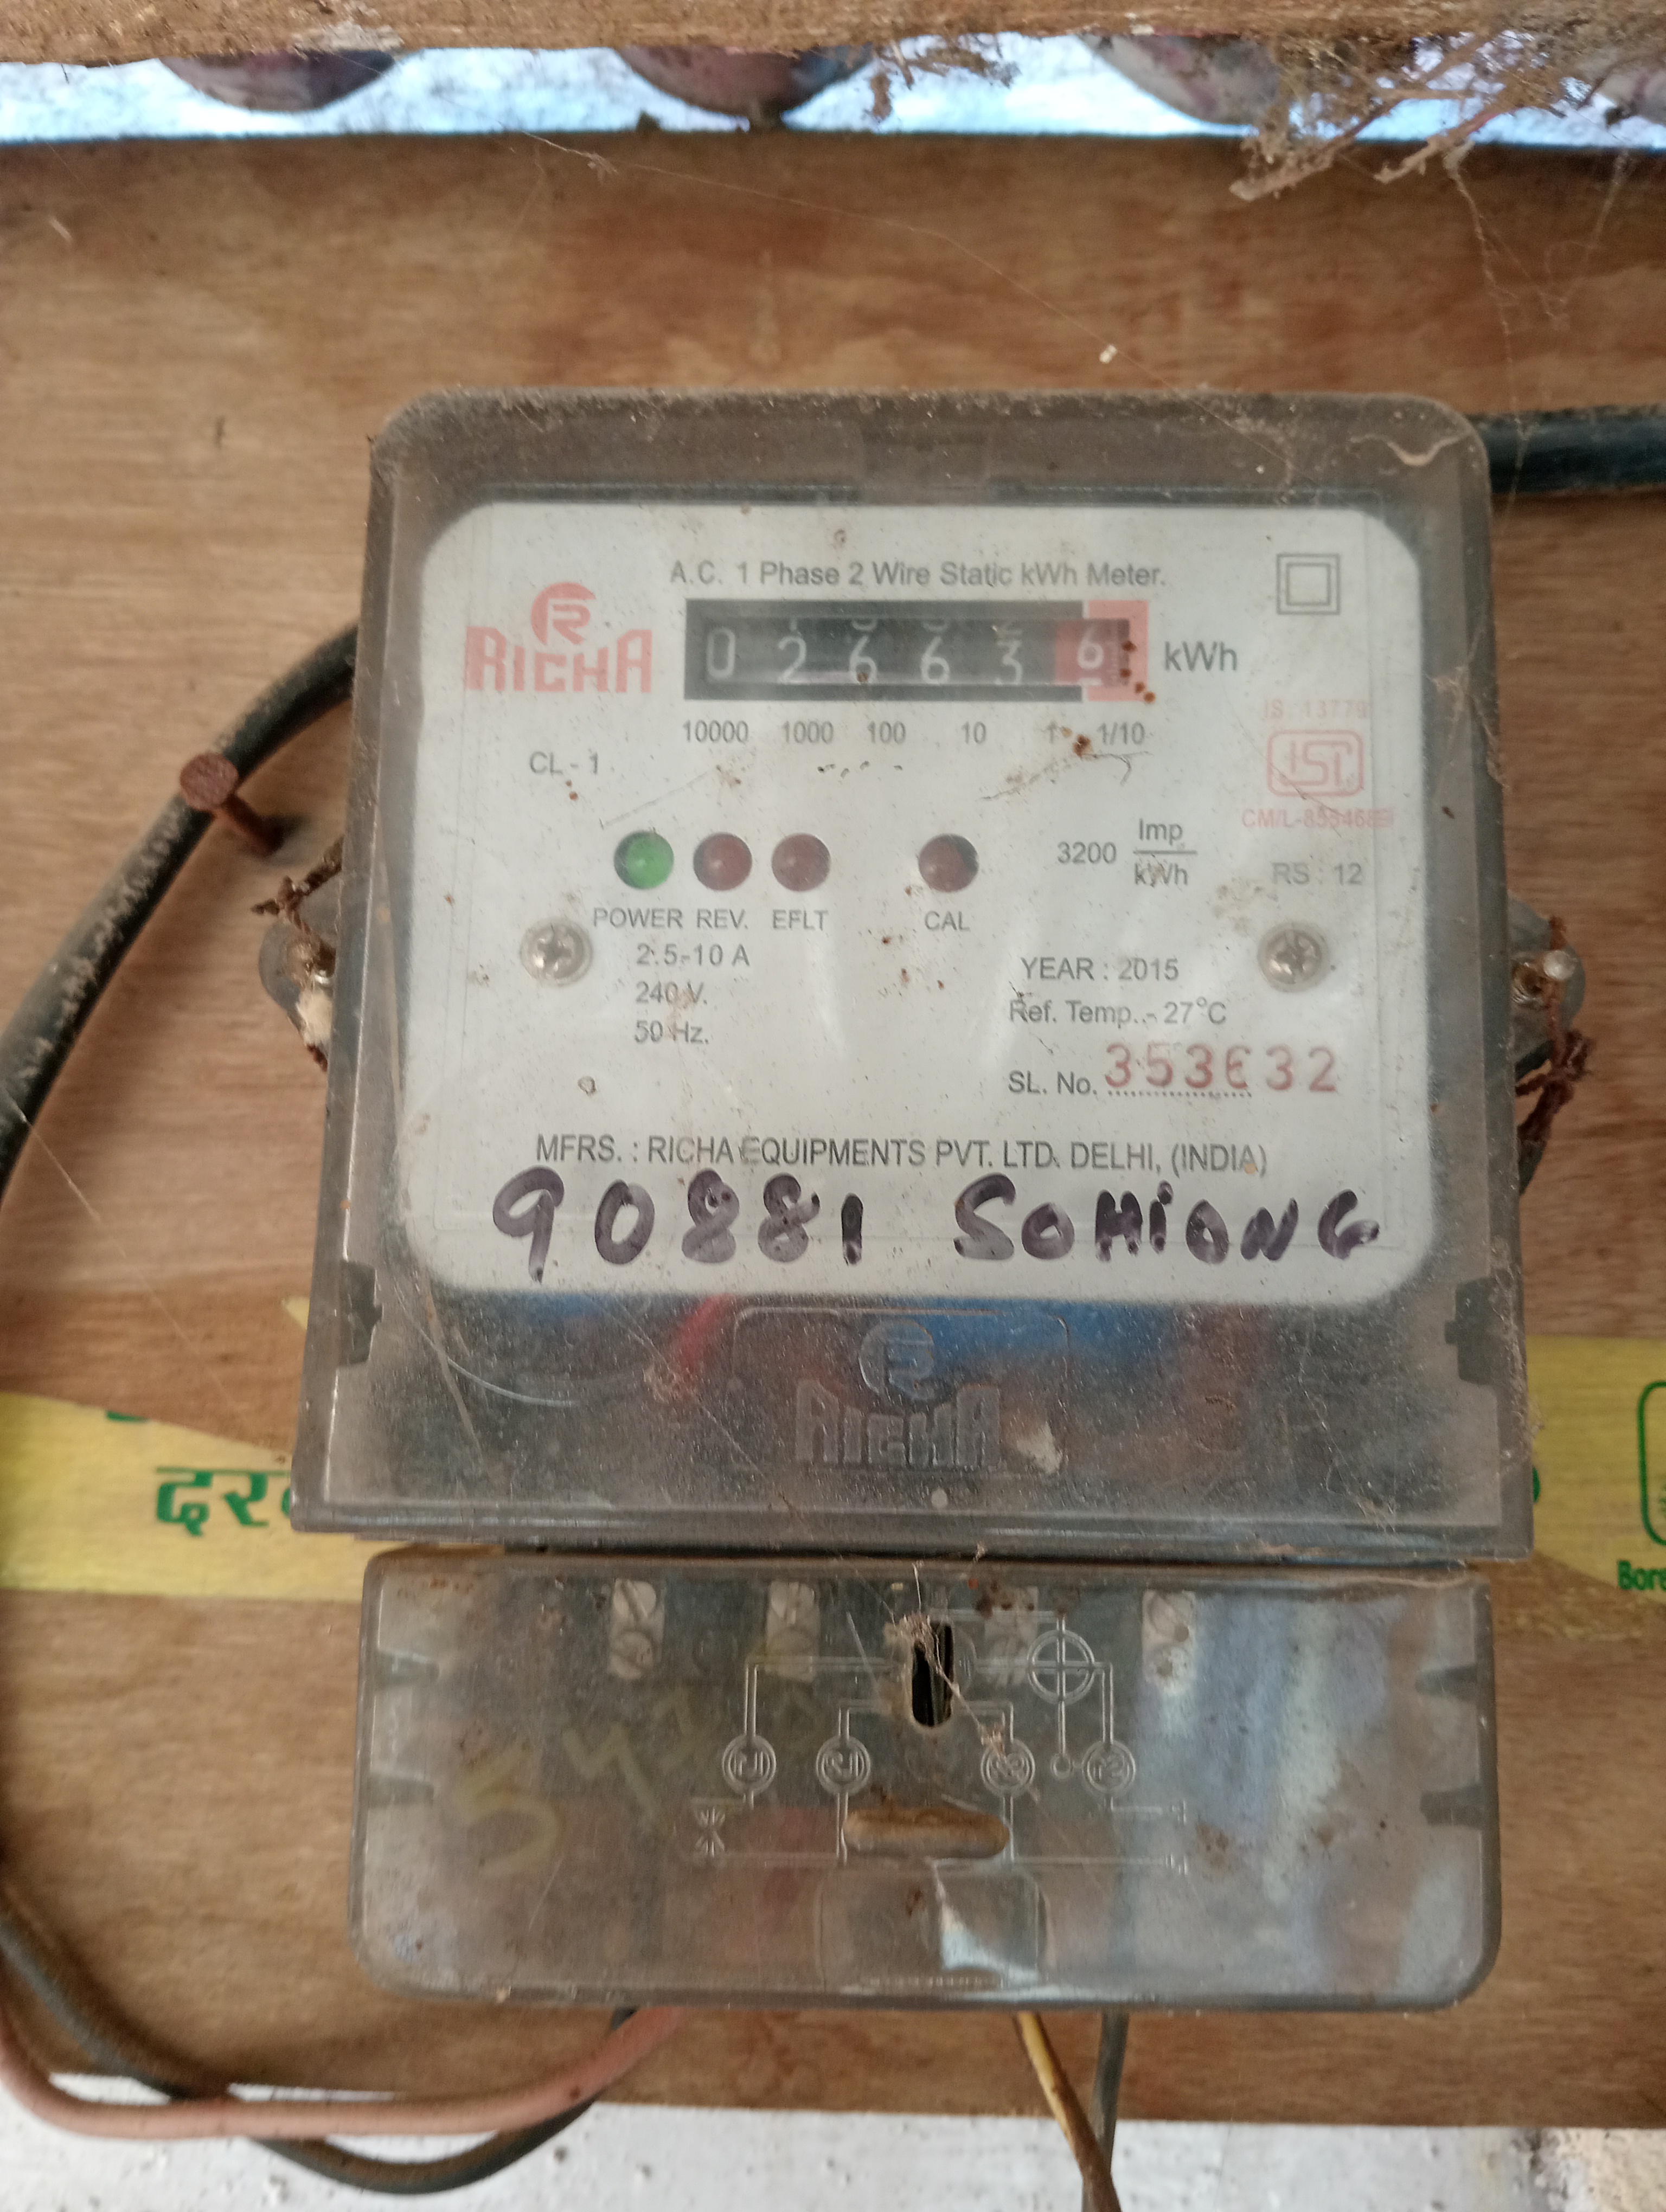 A.C. 1 Phase 2 Wire Static kWh Meter.
RICHA
0 2 6 6 3 6 kWh
10000 1000 100 10 1 1/10
IS : 13779
CL - 1
ISI
CM/L-
3200 Imp/kWh
RS : 12
POWER REV. EFLT CAL
2.5-10 A
240 V.
50 Hz.
YEAR : 2015
Ref. Temp. - 27°C
SL. No. 353632
MFRS. : RICHA EQUIPMENTS PVT. LTD. DELHI, (INDIA)
90881 SOHIONG
RICHA